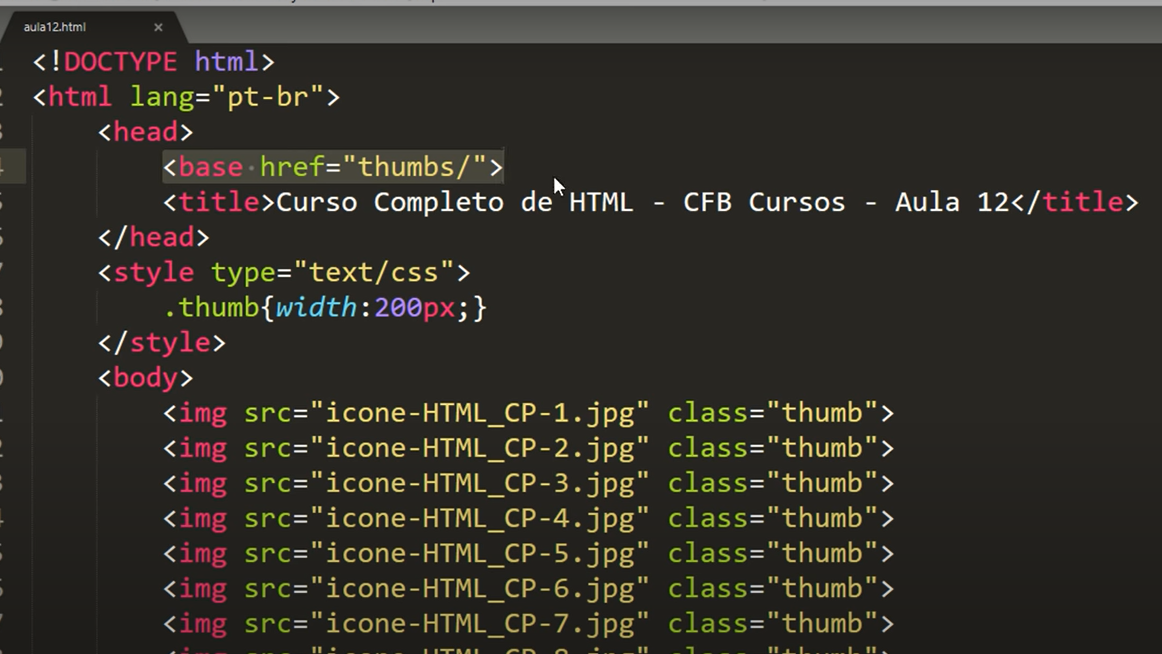 aula12.html ×
<!DOCTYPE html>
<html lang="pt-br">
<head>
<base href="thumbs/">
<title>Curso Completo de HTML - CFB Cursos - Aula 12</title>
</head>
<style type="text/css">
.thumb{width:200px;}
</style>
<body>
<img src="icone-HTML_CP-1.jpg" class="thumb">
<img src="icone-HTML_CP-2.jpg" class="thumb">
<img src="icone-HTML_CP-3.jpg" class="thumb">
<img src="icone-HTML_CP-4.jpg" class="thumb">
<img src="icone-HTML_CP-5.jpg" class="thumb">
<img src="icone-HTML_CP-6.jpg" class="thumb">
<img src="icone-HTML_CP-7.jpg" class="thumb">